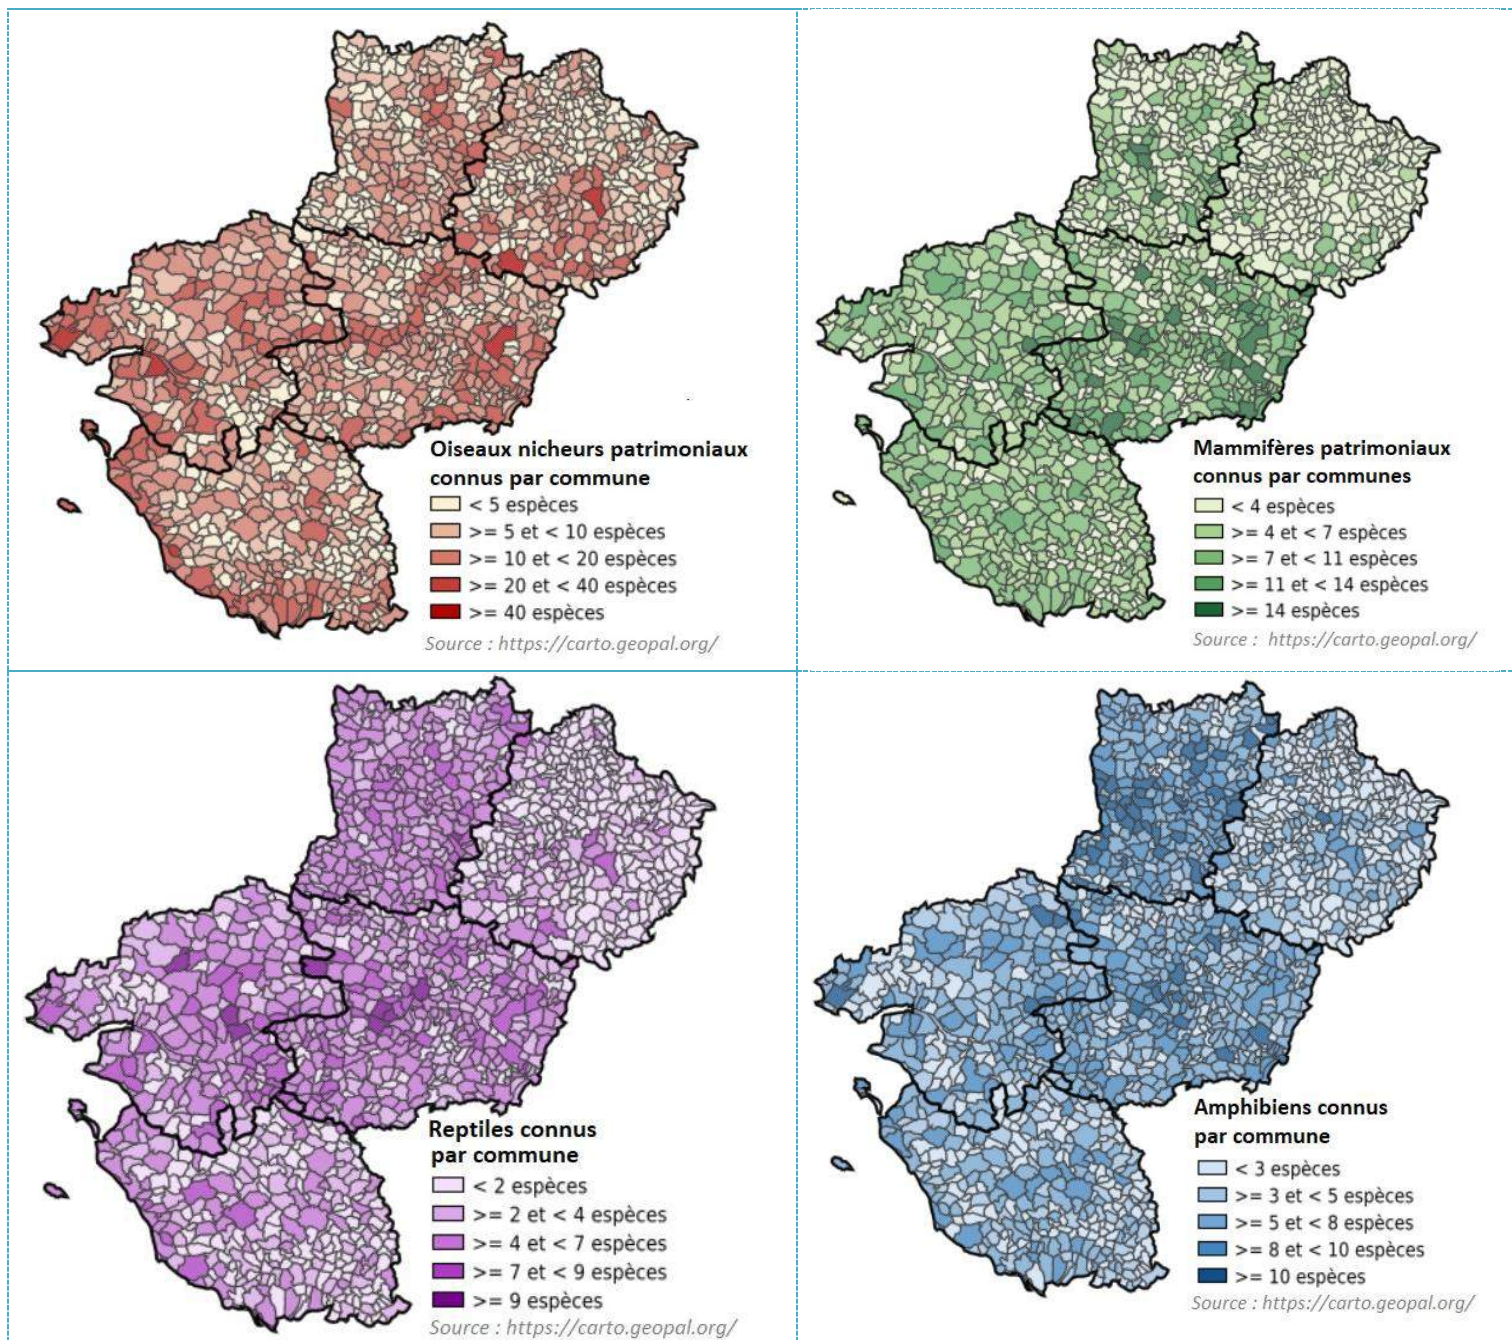 Oiseaux nicheurs patrimoniaux
connus par commune
< 5 espèces
>= 5 et < 10 espèces
>= 10 et < 20 espèces
>= 20 et < 40 espèces
>= 40 espèces
Source : https://carto.geopal.org/
Mammifères patrimoniaux
connus par communes
< 4 espèces
>= 4 et < 7 espèces
>= 7 et < 11 espèces
>= 11 et < 14 espèces
>= 14 espèces
Source : https://carto.geopal.org/
Reptiles connus
par commune
< 2 espèces
>= 2 et < 4 espèces
>= 4 et < 7 espèces
>= 7 et < 9 espèces
>= 9 espèces
Source : https://carto.geopal.org/
Amphibiens connus
par commune
< 3 espèces
>= 3 et < 5 espèces
>= 5 et < 8 espèces
>= 8 et < 10 espèces
>= 10 espèces
Source : https://carto.geopal.org/